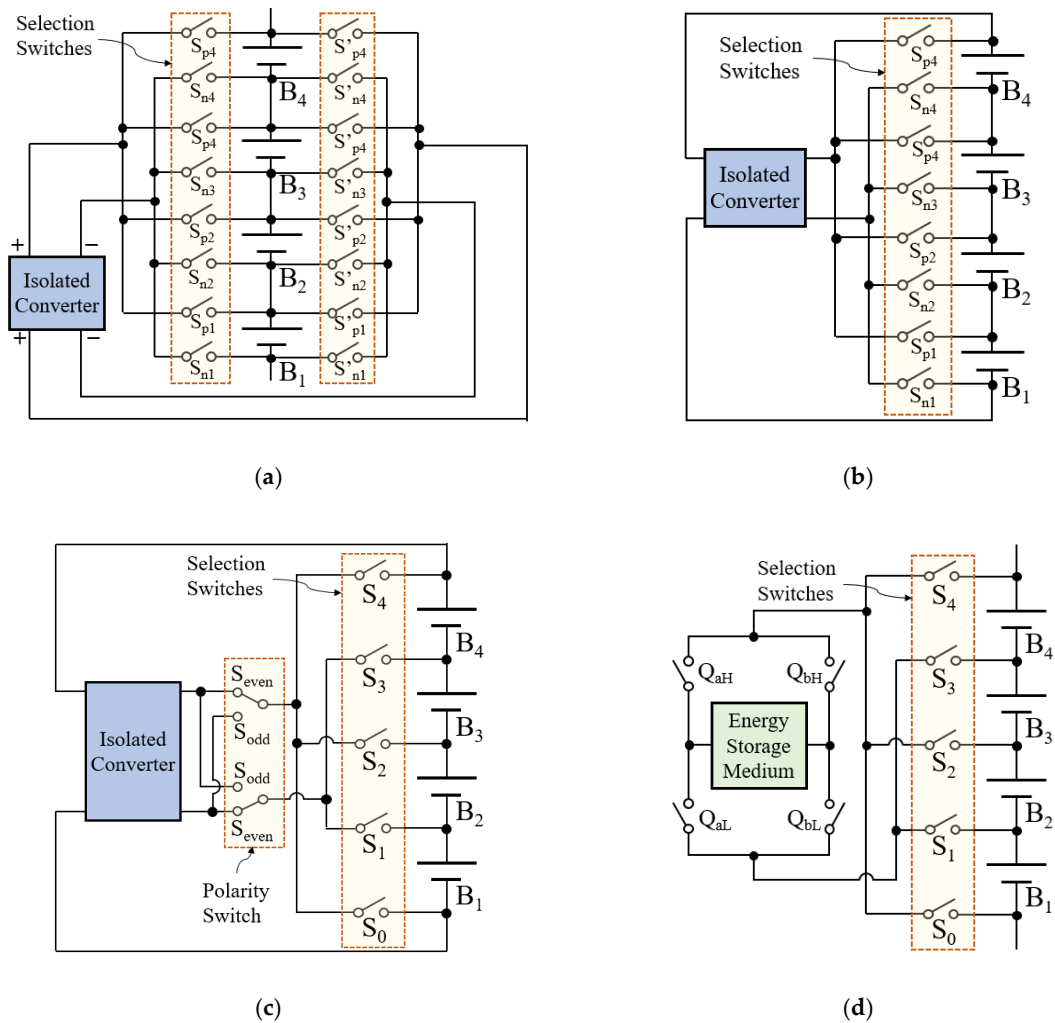 Selection
Switches
Sp4
S'p4
Sn4
S'n4
B4
Sp4
S'p4
Sn3
S'n3
B3
Sp2
S'p2
Sn2
S'n2
B2
Sp1
S'p1
Sn1
S'n1
B1
+
−
Isolated
Converter
+
−
(a)
Selection
Switches
Sp4
Sn4
B4
Sp4
Sn3
B3
Sp2
Sn2
B2
Sp1
Sn1
B1
Isolated
Converter
(b)
Selection
Switches
S4
B4
S3
B3
S2
B2
S1
B1
S0
Seven
Sodd
Sodd
Seven
Isolated
Converter
Polarity
Switch
(c)
Selection
Switches
S4
B4
S3
B3
S2
B2
S1
B1
S0
QaH
QbH
Energy
Storage
Medium
QaL
QbL
(d)